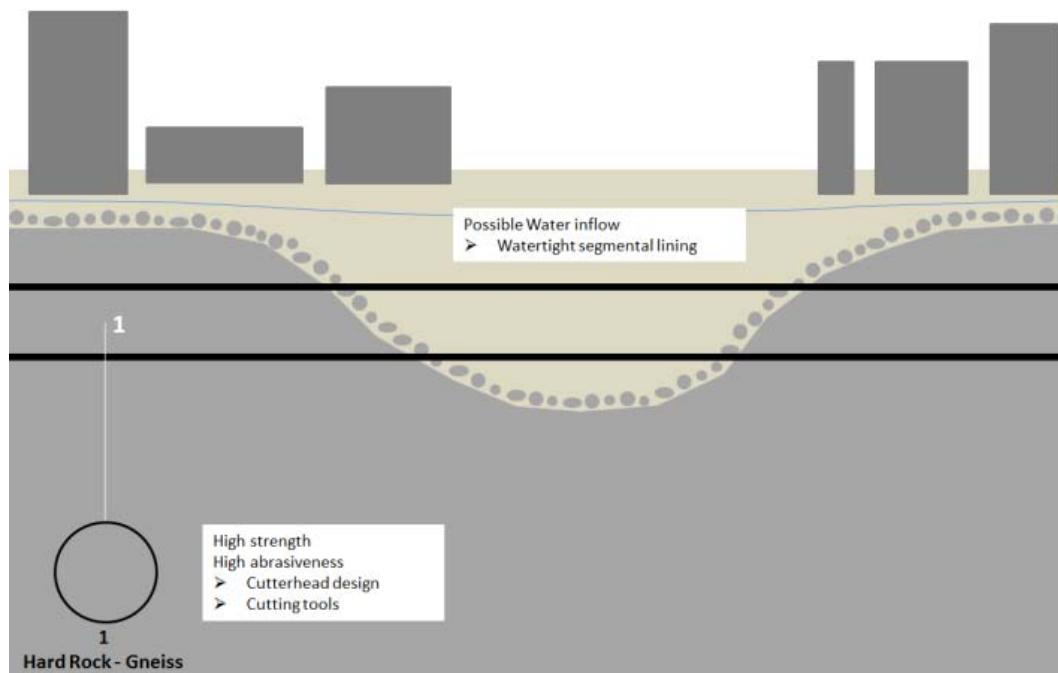 Possible Water inflow
➢ Watertight segmental lining
1
High strength
High abrasiveness
➢ Cutterhead design
➢ Cutting tools
1
Hard Rock - Gneiss